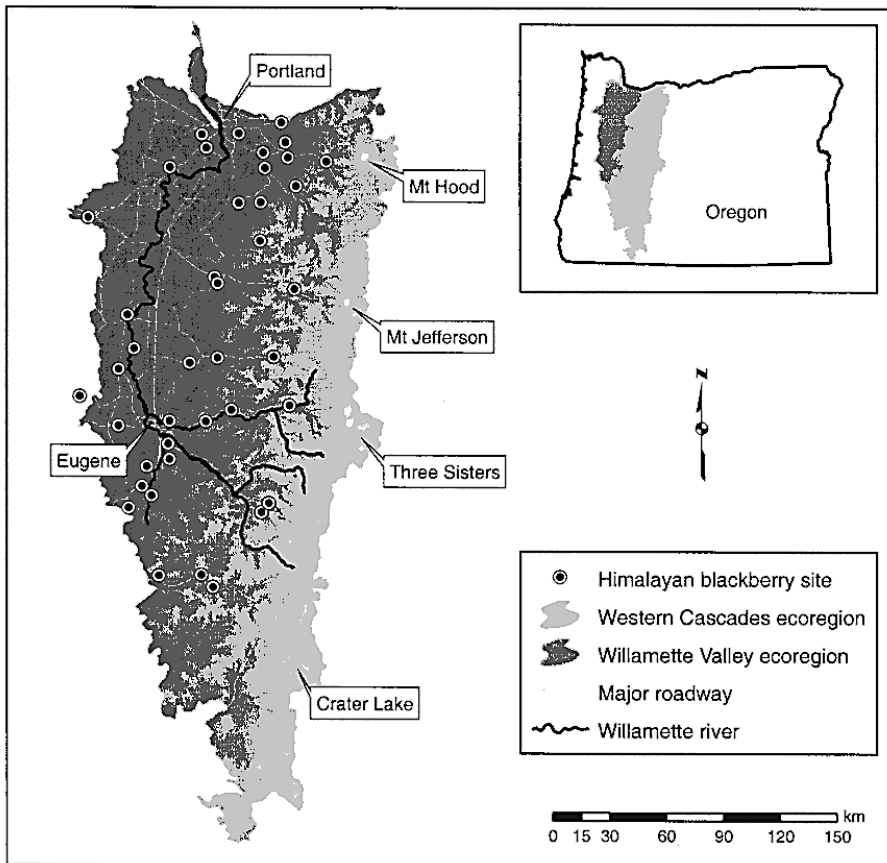 Portland
Mt Hood
Oregon
Mt Jefferson
N
Eugene
Three Sisters
Himalayan blackberry site
Western Cascades ecoregion
Willamette Valley ecoregion
Major roadway
Willamette river
Crater Lake
km
0 15 30 60 90 120 150